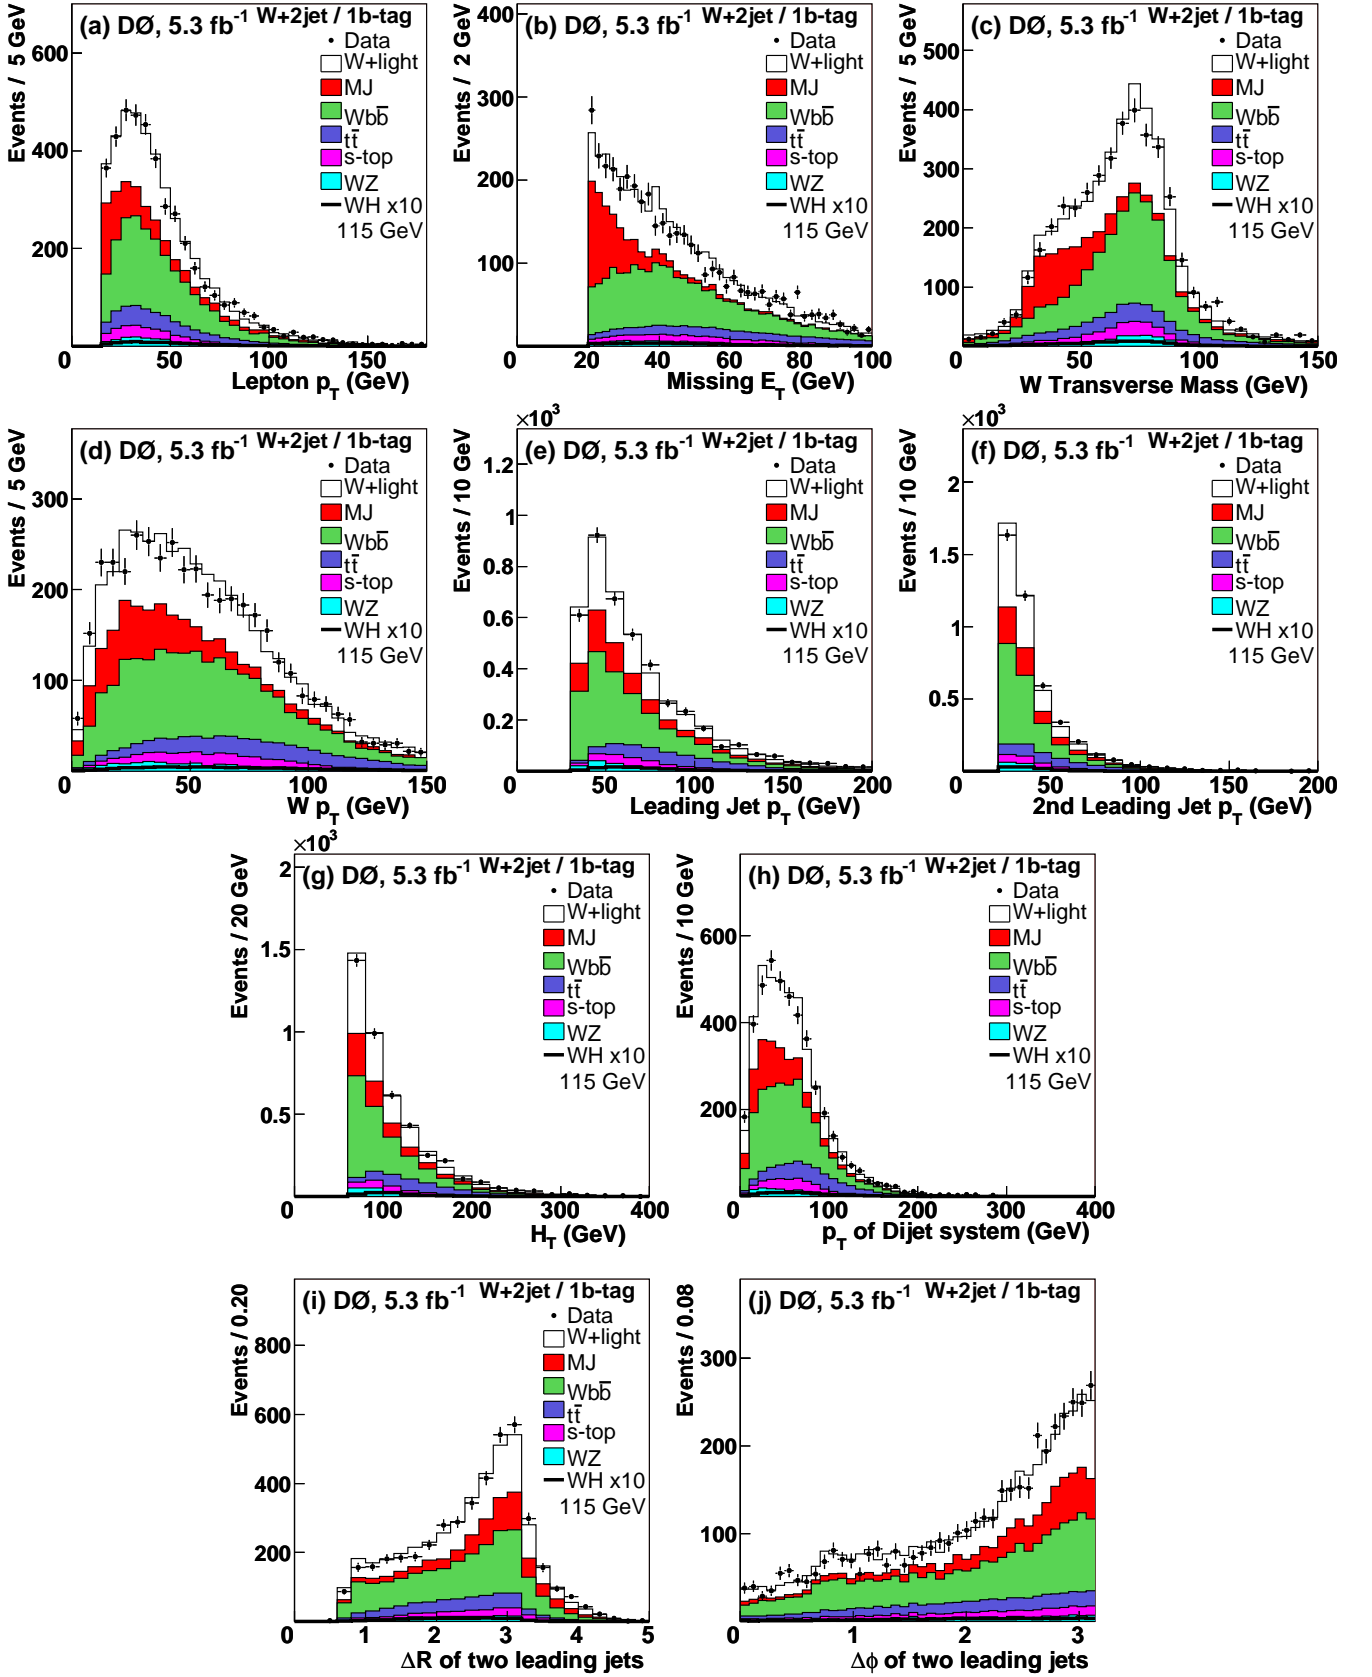 (a) DØ, 5.3 fb⁻¹ W+2jet / 1b-tag
Events / 5 GeV
600
400
200
Data
W+light
MJ
Wbb̄
tt̄
s-top
WZ
WH x10
115 GeV
0 50 100 150
Lepton p_T (GeV)
(b) DØ, 5.3 fb⁻¹ W+2jet / 1b-tag
Events / 2 GeV
400
300
200
100
Data
W+light
MJ
Wbb̄
tt̄
s-top
WZ
WH x10
115 GeV
0 20 40 60 80 100
Missing E_T (GeV)
(c) DØ, 5.3 fb⁻¹ W+2jet / 1b-tag
Events / 5 GeV
500
400
300
200
100
Data
W+light
MJ
Wbb̄
tt̄
s-top
WZ
WH x10
115 GeV
0 50 100 150
W Transverse Mass (GeV)
(d) DØ, 5.3 fb⁻¹ W+2jet / 1b-tag
Events / 5 GeV
300
200
100
Data
W+light
MJ
Wbb̄
tt̄
s-top
WZ
WH x10
115 GeV
0 50 100 150
W p_T (GeV)
×10³
(e) DØ, 5.3 fb⁻¹ W+2jet / 1b-tag
Events / 10 GeV
1.2
1
0.8
0.6
0.4
0.2
Data
W+light
MJ
Wbb̄
tt̄
s-top
WZ
WH x10
115 GeV
0 50 100 150 200
Leading Jet p_T (GeV)
×10³
(f) DØ, 5.3 fb⁻¹ W+2jet / 1b-tag
Events / 10 GeV
2
1.5
1
0.5
Data
W+light
MJ
Wbb̄
tt̄
s-top
WZ
WH x10
115 GeV
0 50 100 150 200
2nd Leading Jet p_T (GeV)
×10³
(g) DØ, 5.3 fb⁻¹ W+2jet / 1b-tag
Events / 20 GeV
2
1.5
1
0.5
Data
W+light
MJ
Wbb̄
tt̄
s-top
WZ
WH x10
115 GeV
0 100 200 300 400
H_T (GeV)
(h) DØ, 5.3 fb⁻¹ W+2jet / 1b-tag
Events / 10 GeV
600
400
200
Data
W+light
MJ
Wbb̄
tt̄
s-top
WZ
WH x10
115 GeV
0 100 200 300 400
p_T of Dijet system (GeV)
(i) DØ, 5.3 fb⁻¹ W+2jet / 1b-tag
Events / 0.20
800
600
400
200
Data
W+light
MJ
Wbb̄
tt̄
s-top
WZ
WH x10
115 GeV
0 1 2 3 4 5
ΔR of two leading jets
(j) DØ, 5.3 fb⁻¹ W+2jet / 1b-tag
Events / 0.08
300
200
100
0 1 2 3
Δϕ of two leading jets